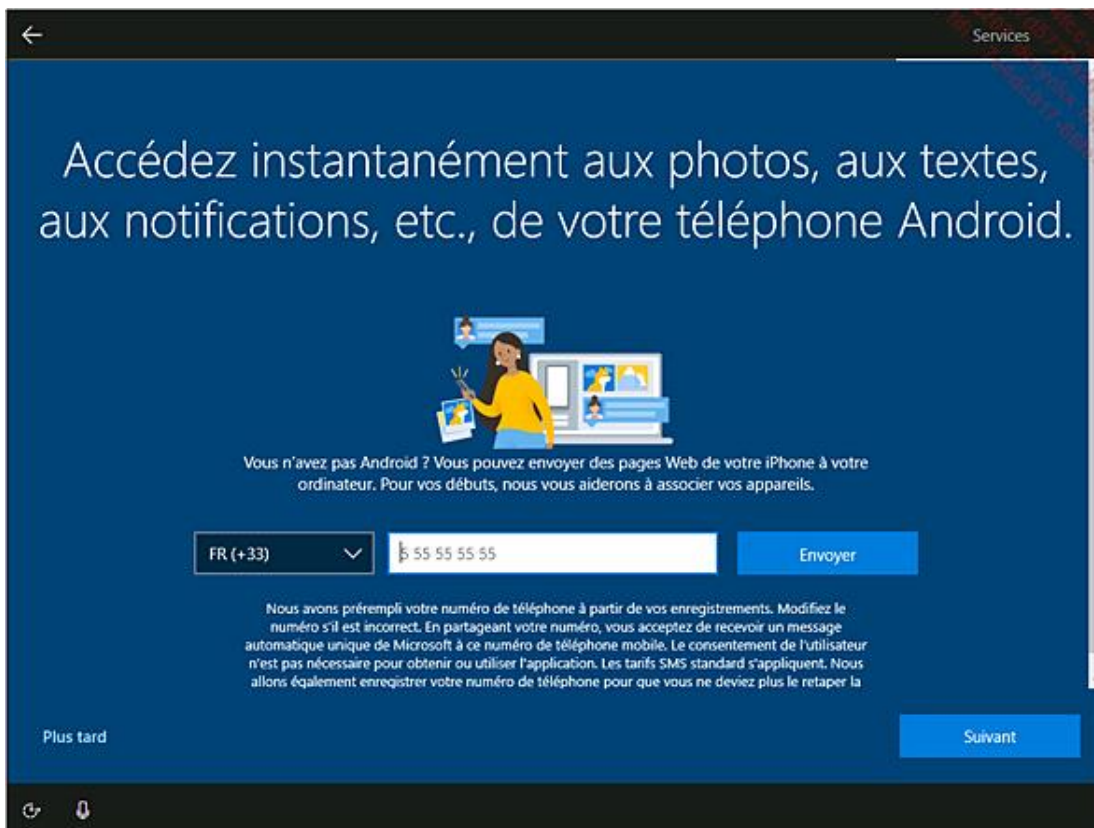 Services
Accédez instantanément aux photos, aux textes,
aux notifications, etc., de votre téléphone Android.
Vous n'avez pas Android ? Vous pouvez envoyer des pages Web de votre iPhone à votre
ordinateur. Pour vos débuts, nous vous aiderons à associer vos appareils.
FR (+33)
5 55 55 55 55
Envoyer
Nous avons prérempli votre numéro de téléphone à partir de vos enregistrements. Modifiez le
numéro s'il est incorrect. En partageant votre numéro, vous acceptez de recevoir un message
automatique unique de Microsoft à ce numéro de téléphone mobile. Le consentement de l'utilisateur
n'est pas nécessaire pour obtenir ou utiliser l'application. Les tarifs SMS standard s'appliquent. Nous
allons également enregistrer votre numéro de téléphone pour que vous ne deviez plus le retaper la
Plus tard
Suivant